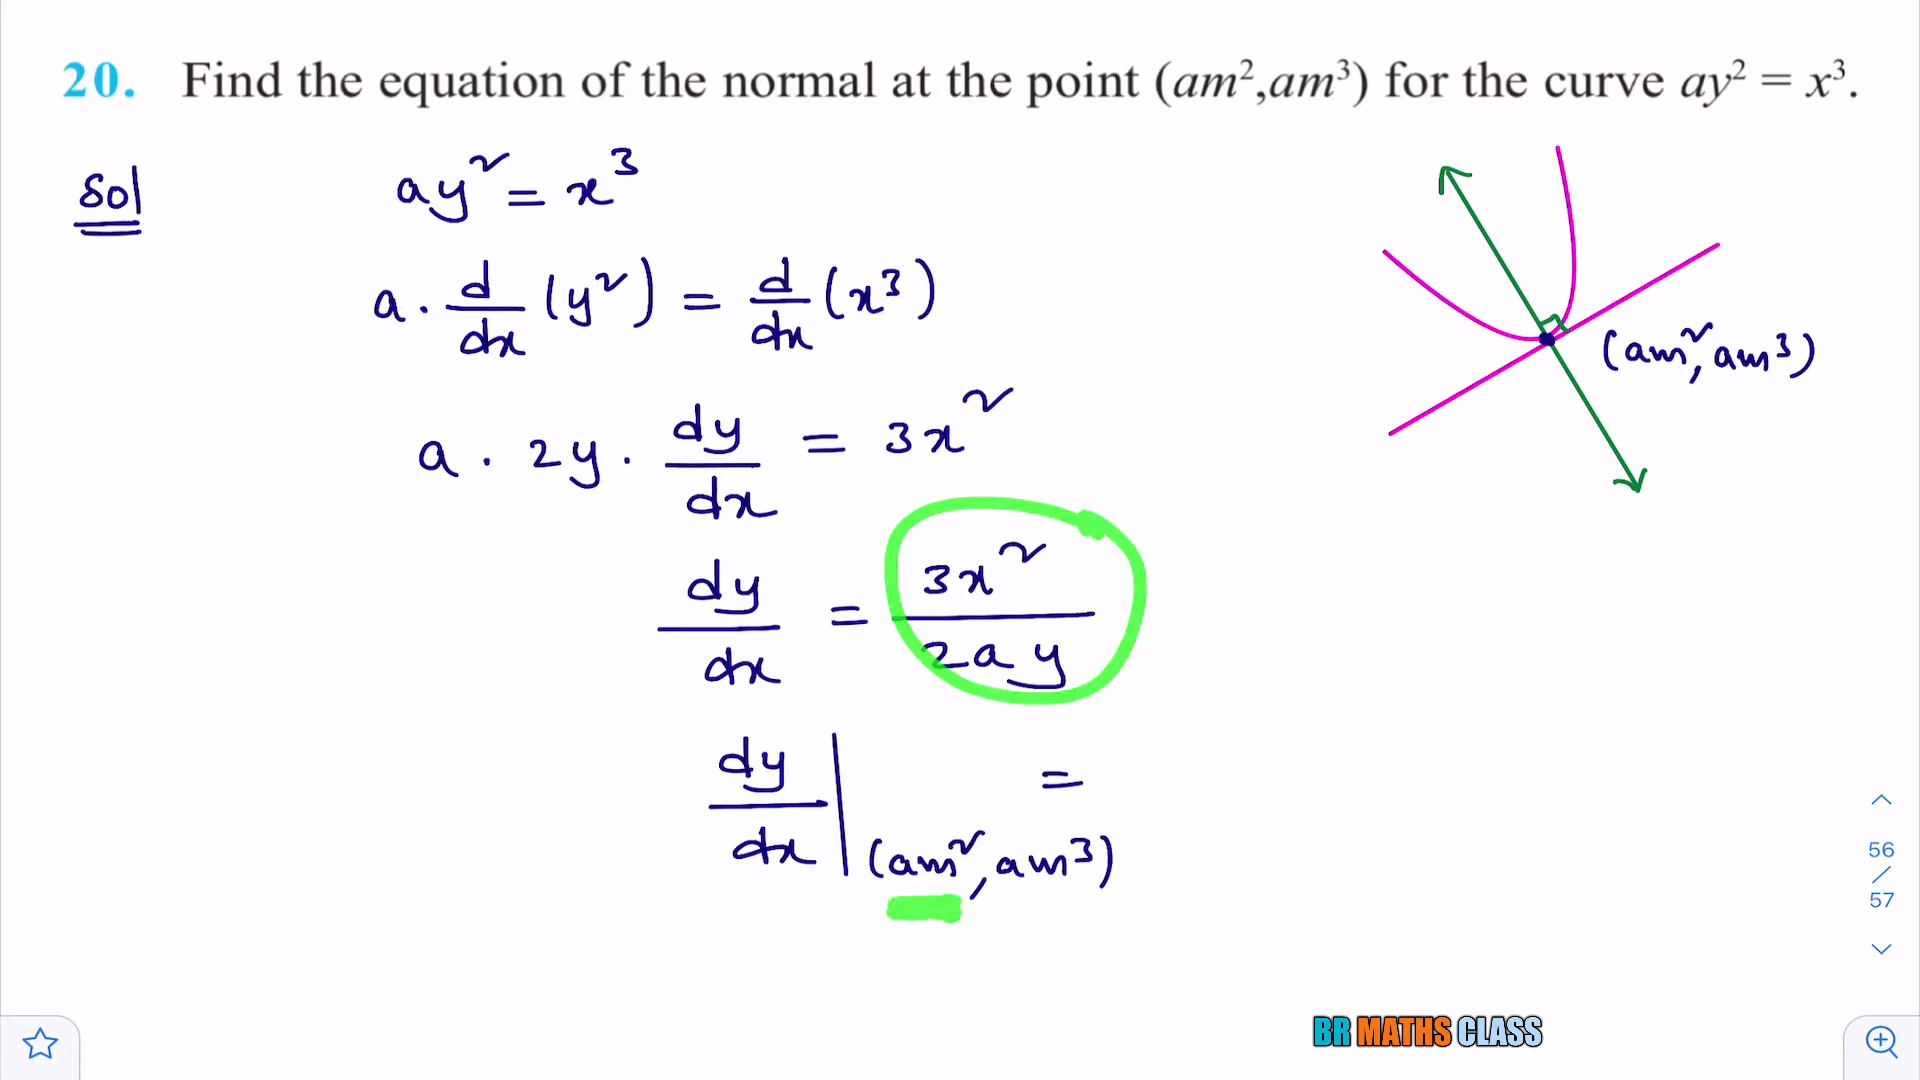 20. Find the equation of the normal at the point (am²,am³) for the curve ay² = x³.
Sol
ay² = x³
a · d/dx (y²) = d/dx (x³)
a · 2y · dy/dx = 3x²
dy/dx = 3x²/2ay
dy/dx | (am², am³) =
(am², am³)
56
/
57
BR MATHS CLASS